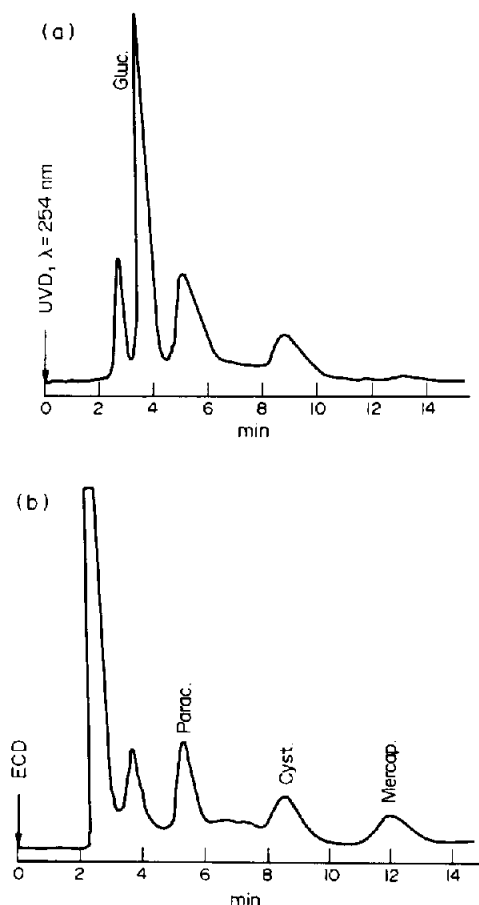 (a)
Gluc.
UVD, λ = 254 nm
0 2 4 6 8 10 12 14
min
(b)
ECD
Parac.
Cyst.
Mercap.
0 2 4 6 8 10 12 14
min